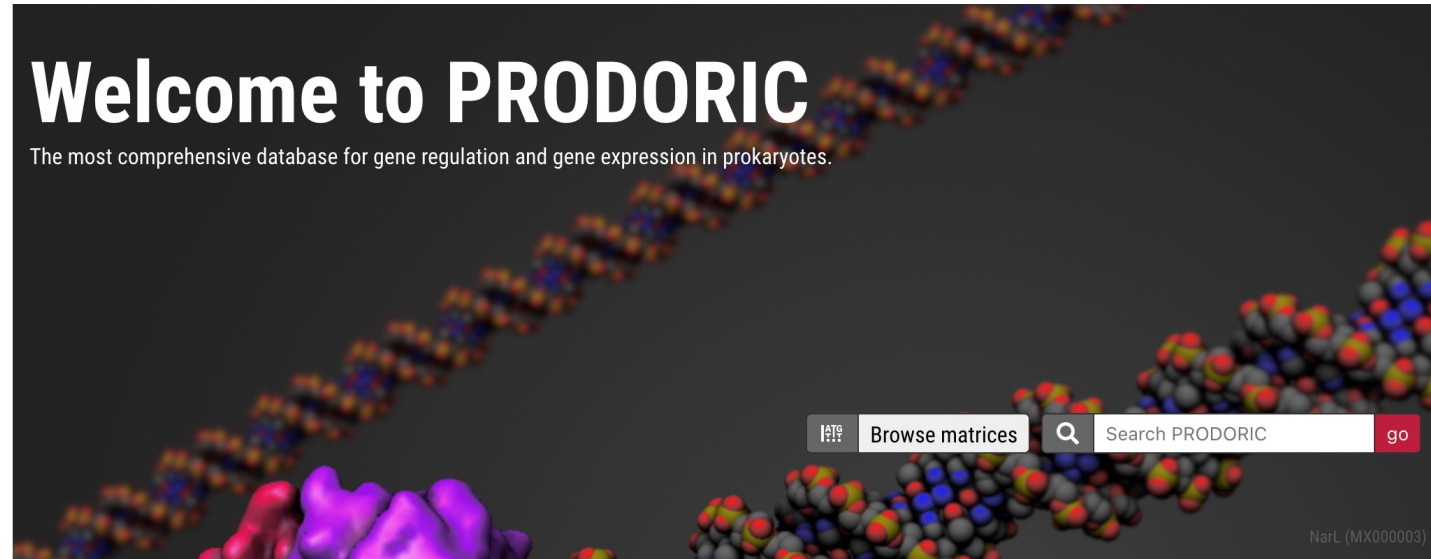 Welcome to PRODORIC
The most comprehensive database for gene regulation and gene expression in prokaryotes.
Browse matrices
Search PRODORIC
go
NarL (MX000003)